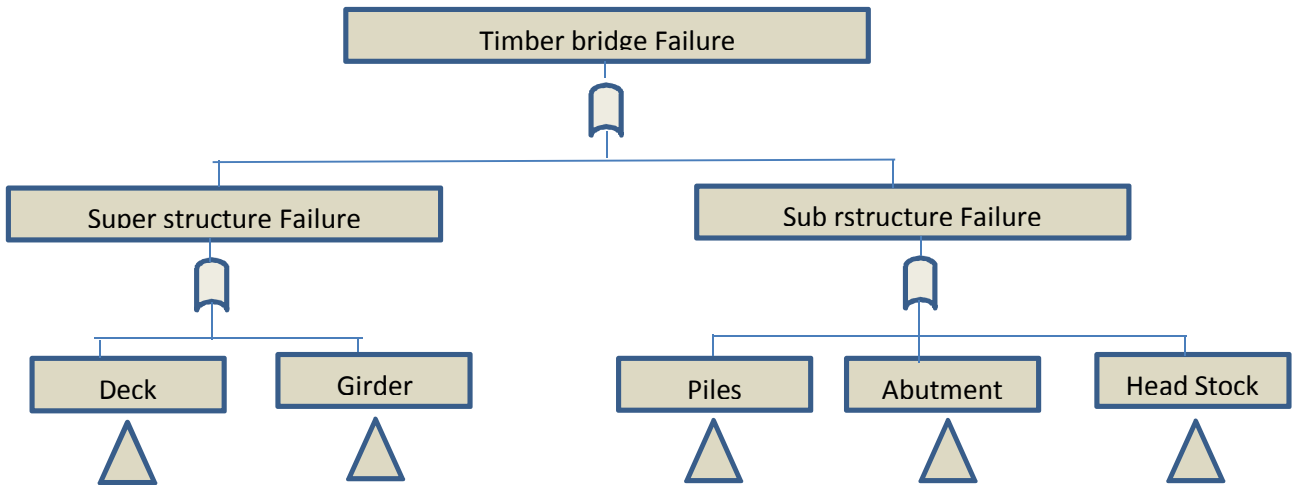 Timber bridge Failure
Super structure Failure
Sub rstructure Failure
Deck
Girder
Piles
Abutment
Head Stock